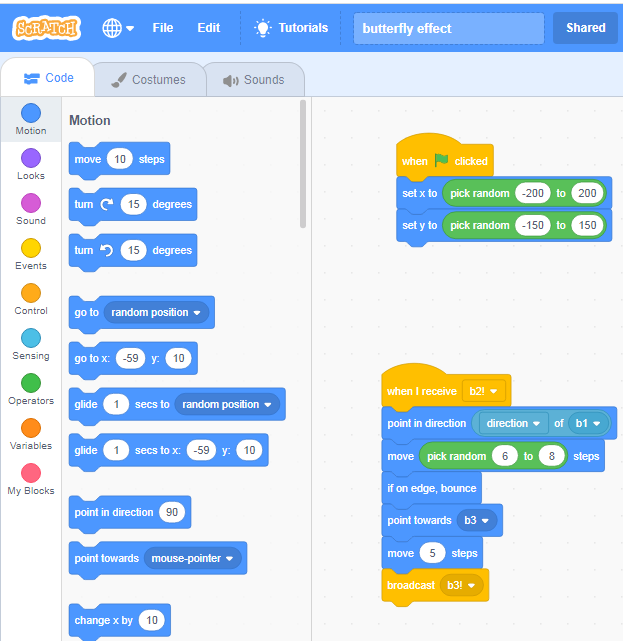 SCRATCH File Edit Tutorials butterfly effect Shared
Code Costumes Sounds
Motion
Looks
Sound
Events
Control
Sensing
Operators
Variables
My Blocks
Motion
move 10 steps
turn 15 degrees
turn 15 degrees
go to random position
go to x: -59 y: 10
glide 1 secs to random position
glide 1 secs to x: -59 y: 10
point in direction 90
point towards mouse-pointer
change x by 10
when clicked
set x to pick random -200 to 200
set y to pick random -150 to 150
when I receive b2!
point in direction direction of b1
move pick random 6 to 8 steps
if on edge, bounce
point towards b3
move 5 steps
broadcast b3!